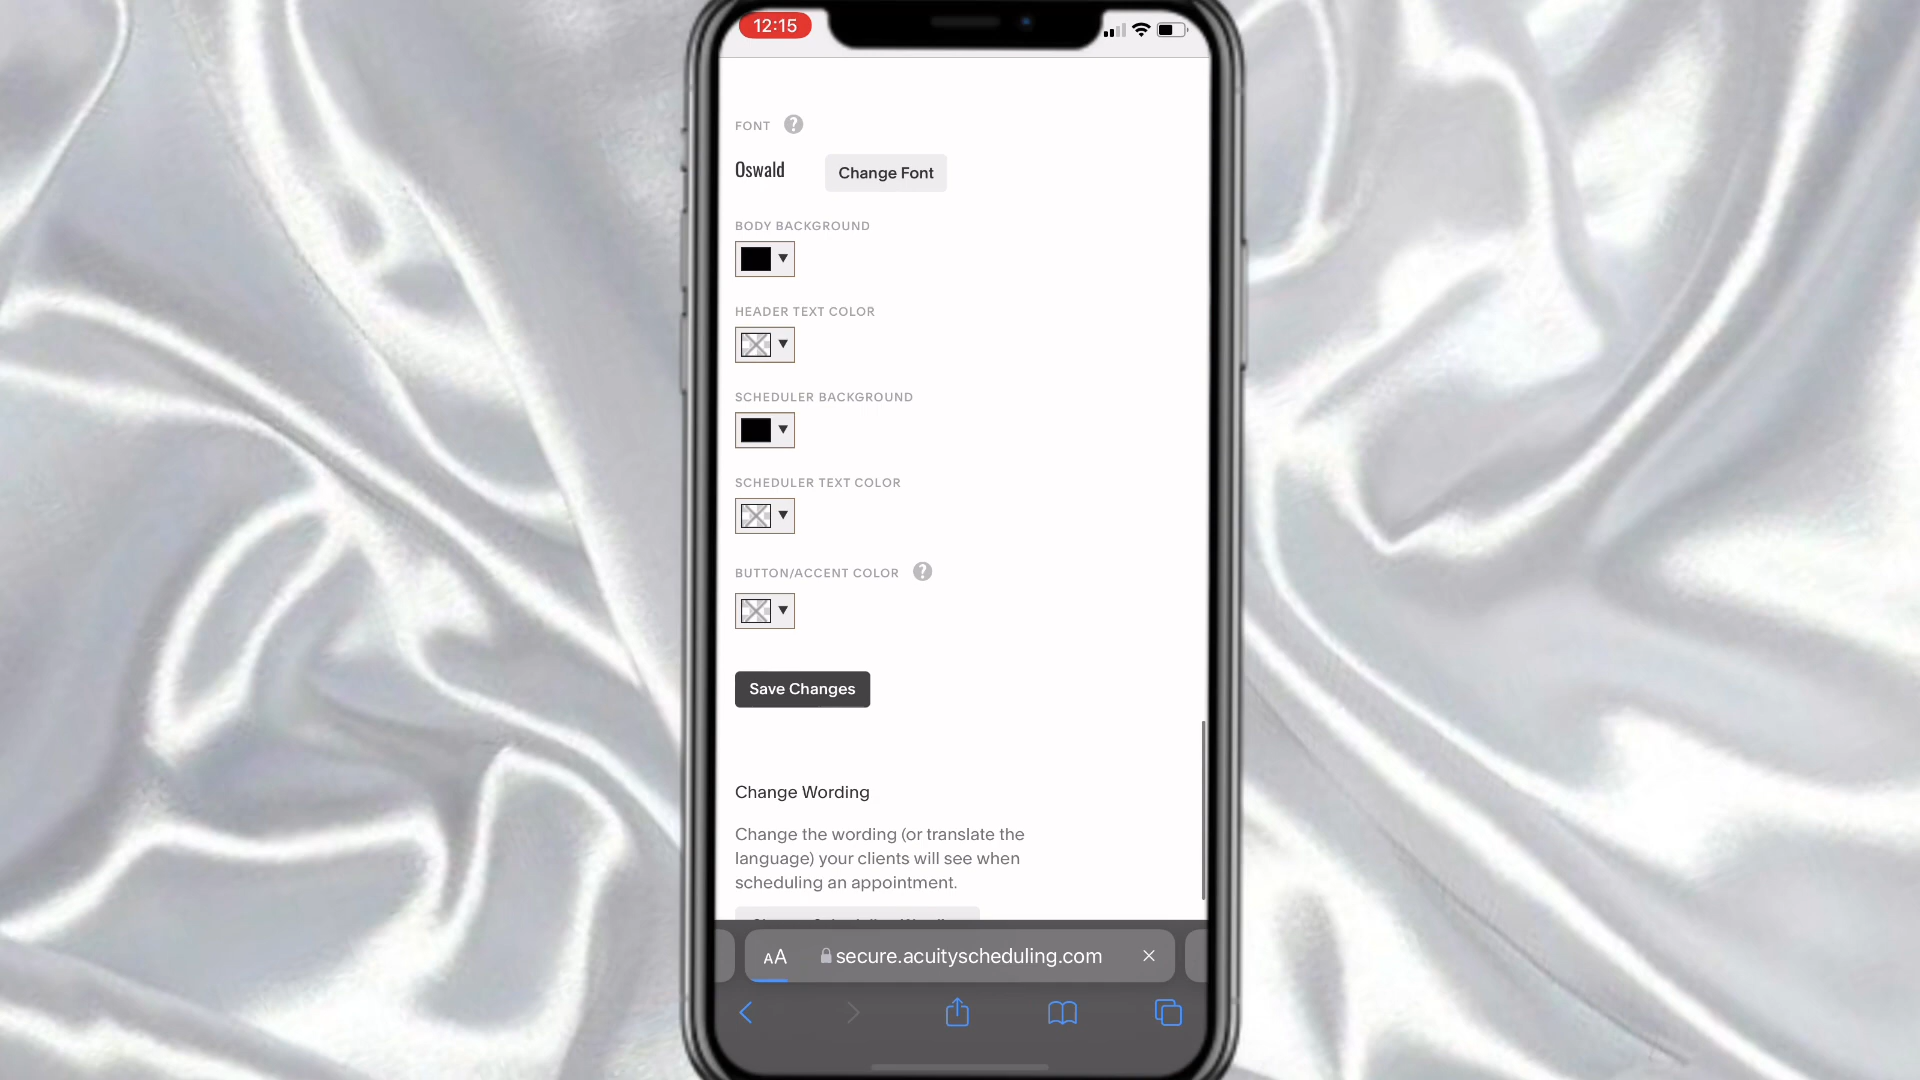 12:15
FONT ?
Oswald Change Font
BODY BACKGROUND
HEADER TEXT COLOR
SCHEDULER BACKGROUND
SCHEDULER TEXT COLOR
BUTTON/ACCENT COLOR ?
Save Changes
Change Wording
Change the wording (or translate the
language) your clients will see when
scheduling an appointment.
AA secure.acuityscheduling.com